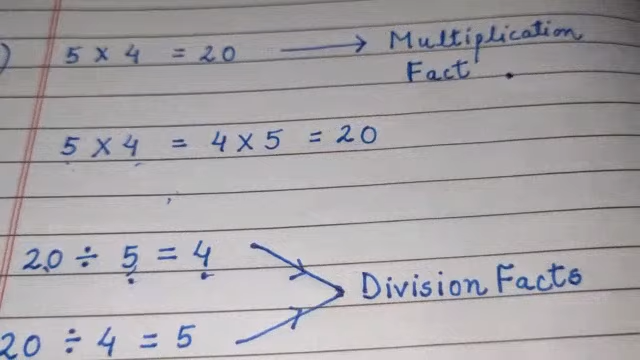 ) 5 × 4 = 20 ⟶ Multiplication
Fact .
5 × 4 = 4 × 5 = 20
20 ÷ 5 = 4
Division Facts
20 ÷ 4 = 5